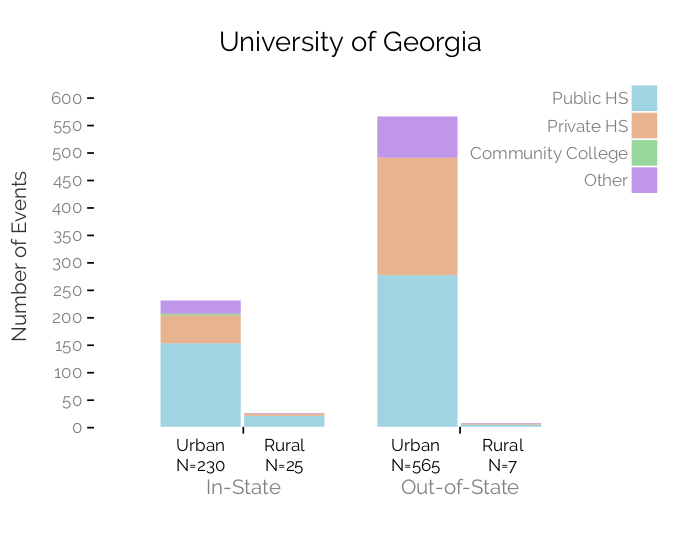 University of Georgia
Public HS
Private HS
Community College
Other
Number of Events
600
550
500
450
400
350
300
250
200
150
100
50
0
Urban Rural Urban Rural
N=230 N=25 N=565 N=7
In-State Out-of-State